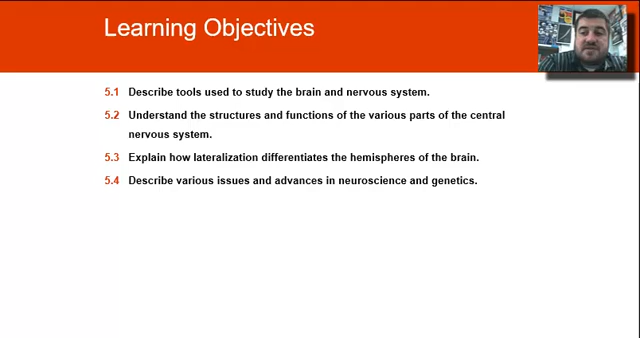 Learning Objectives
5.1 Describe tools used to study the brain and nervous system.
5.2 Understand the structures and functions of the various parts of the central
nervous system.
5.3 Explain how lateralization differentiates the hemispheres of the brain.
5.4 Describe various issues and advances in neuroscience and genetics.